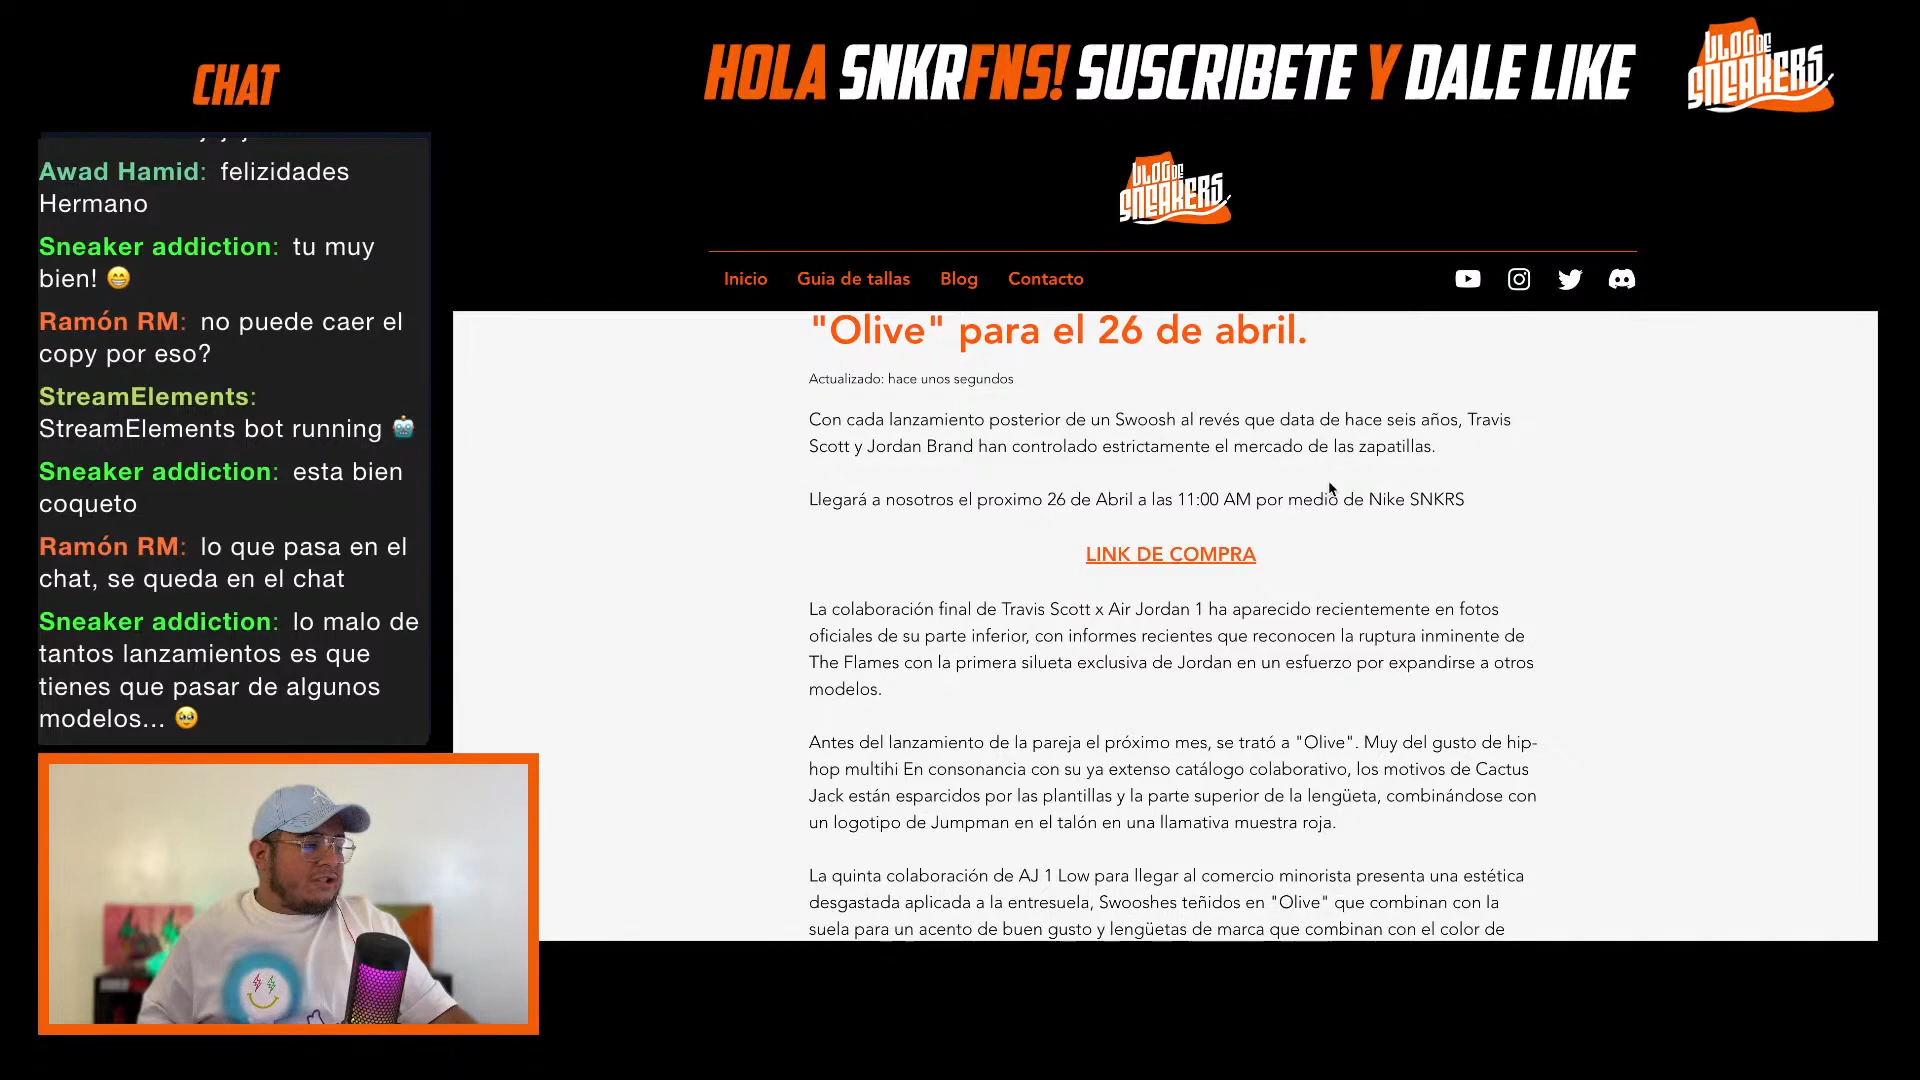 CHAT
HOLA SNKRFNS! SUSCRIBETE Y DALE LIKE
VLOG DE
SNEAKERS
Awad Hamid: felizidades
Hermano
Sneaker addiction: tu muy
bien! 😁
Ramón RM: no puede caer el
copy por eso?
StreamElements:
StreamElements bot running 🤖
Sneaker addiction: esta bien
coqueto
Ramón RM: lo que pasa en el
chat, se queda en el chat
Sneaker addiction: lo malo de
tantos lanzamientos es que
tienes que pasar de algunos
modelos... 🥹
VLOG DE
SNEAKERS
Inicio Guia de tallas Blog Contacto
"Olive" para el 26 de abril.
Actualizado: hace unos segundos
Con cada lanzamiento posterior de un Swoosh al revés que data de hace seis años, Travis
Scott y Jordan Brand han controlado estrictamente el mercado de las zapatillas.
Llegará a nosotros el proximo 26 de Abril a las 11:00 AM por medio de Nike SNKRS
LINK DE COMPRA
La colaboración final de Travis Scott x Air Jordan 1 ha aparecido recientemente en fotos
oficiales de su parte inferior, con informes recientes que reconocen la ruptura inminente de
The Flames con la primera silueta exclusiva de Jordan en un esfuerzo por expandirse a otros
modelos.
Antes del lanzamiento de la pareja el próximo mes, se trató a "Olive". Muy del gusto de hip-
hop multihi En consonancia con su ya extenso catálogo colaborativo, los motivos de Cactus
Jack están esparcidos por las plantillas y la parte superior de la lengüeta, combinándose con
un logotipo de Jumpman en el talón en una llamativa muestra roja.
La quinta colaboración de AJ 1 Low para llegar al comercio minorista presenta una estética
desgastada aplicada a la entresuela, Swooshes teñidos en "Olive" que combinan con la
suela para un acento de buen gusto y lengüetas de marca que combinan con el color de